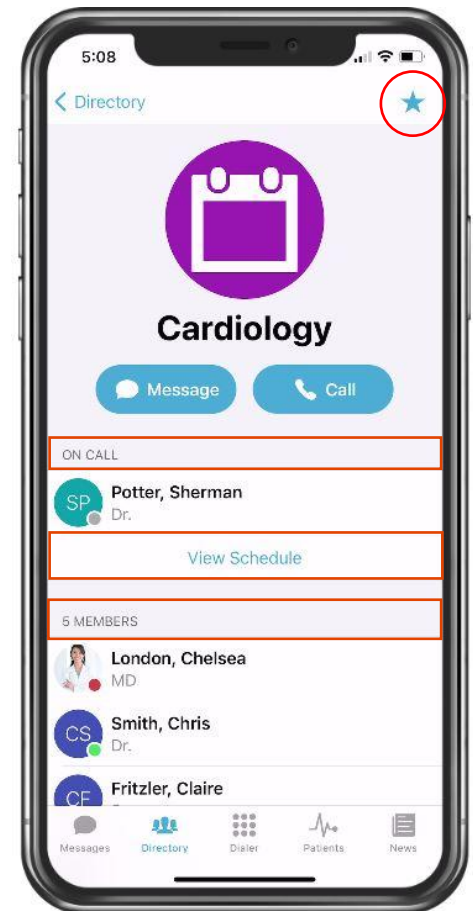 5:08
Directory
Cardiology
Message
Call
ON CALL
SP
Potter, Sherman
Dr.
View Schedule
5 MEMBERS
London, Chelsea
MD
CS
Smith, Chris
Dr.
CF
Fritzler, Claire
Messages
Directory
Dialer
Patients
News